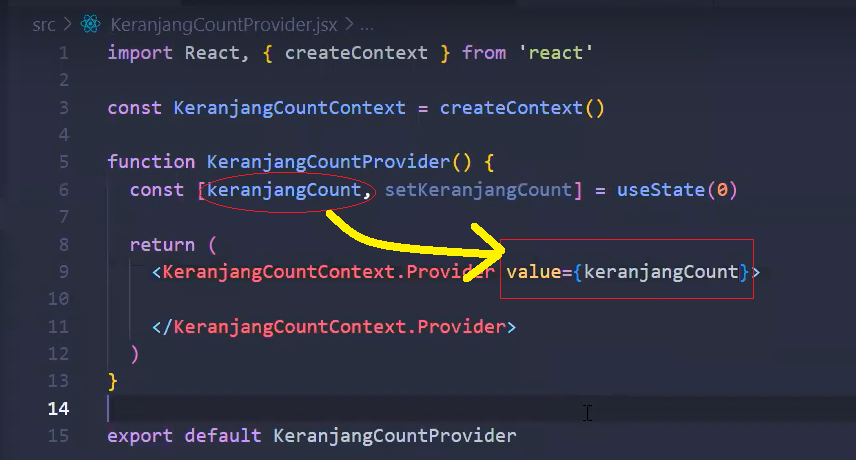 src > KeranjangCountProvider.jsx > ...
1 import React, { createContext } from 'react'
2
3 const KeranjangCountContext = createContext()
4
5 function KeranjangCountProvider() {
6 const [keranjangCount, setKeranjangCount] = useState(0)
7
8 return (
9 <KeranjangCountContext.Provider value={keranjangCount}>
10
11 </KeranjangCountContext.Provider>
12 )
13 }
14
15 export default KeranjangCountProvider